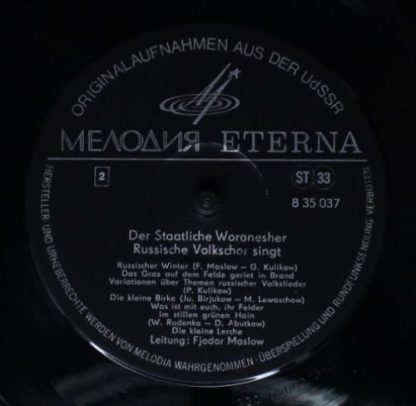 ORIGINALAUFNAHMEN AUS DER UdSSR
МЕЛОДИЯ ETERNA
2
ST 33
8 35 037
Der Staatliche Woronesher
Russische Volkschor singt
Russischer Winter (F. Maslow – G. Kulikow)
Das Gras auf dem Felde geriet in Brand
Variationen über Themen russischer Volkslieder
(P. Kulikow)
Die kleine Birke (Ju. Birjukow – M. Lewaschow)
Was ist mit euch, ihr Felder
Im stillen grünen Hain
(W. Rudenko – D. Abutkow)
Die kleine Lerche
Leitung: Fjodor Maslow
HERSTELLER- UND URHEBERRECHTE WERDEN VON MELODIA WAHRGENOMMEN · ÜBERSPIELUNG UND RUNDFUNKSENDUNG VERBOTEN